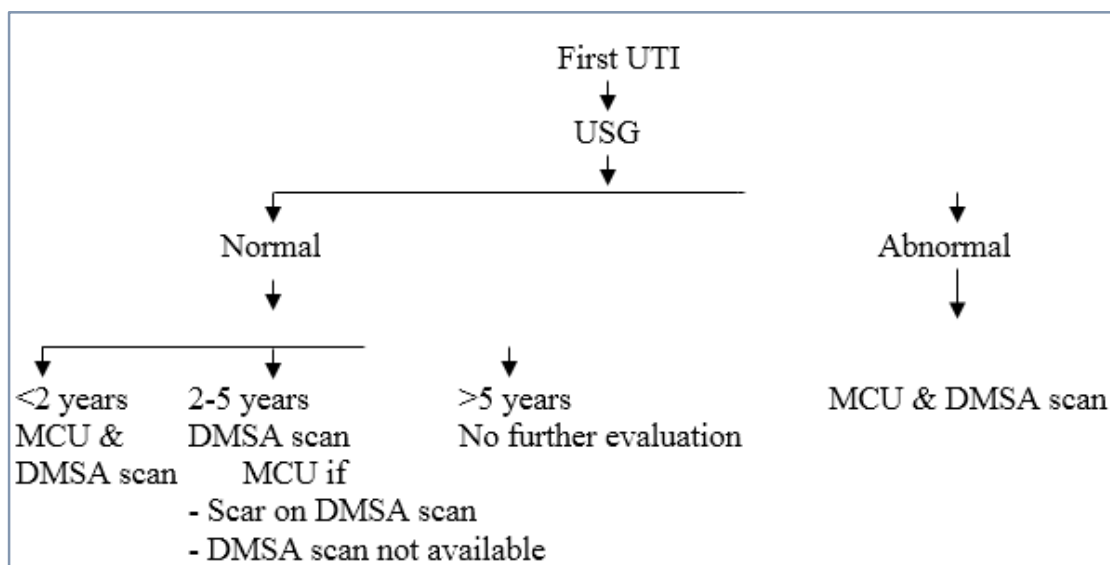 First UTI
USG
Normal
Abnormal
<2 years
MCU &
DMSA scan
2-5 years
DMSA scan
MCU if
- Scar on DMSA scan
- DMSA scan not available
>5 years
No further evaluation
MCU & DMSA scan